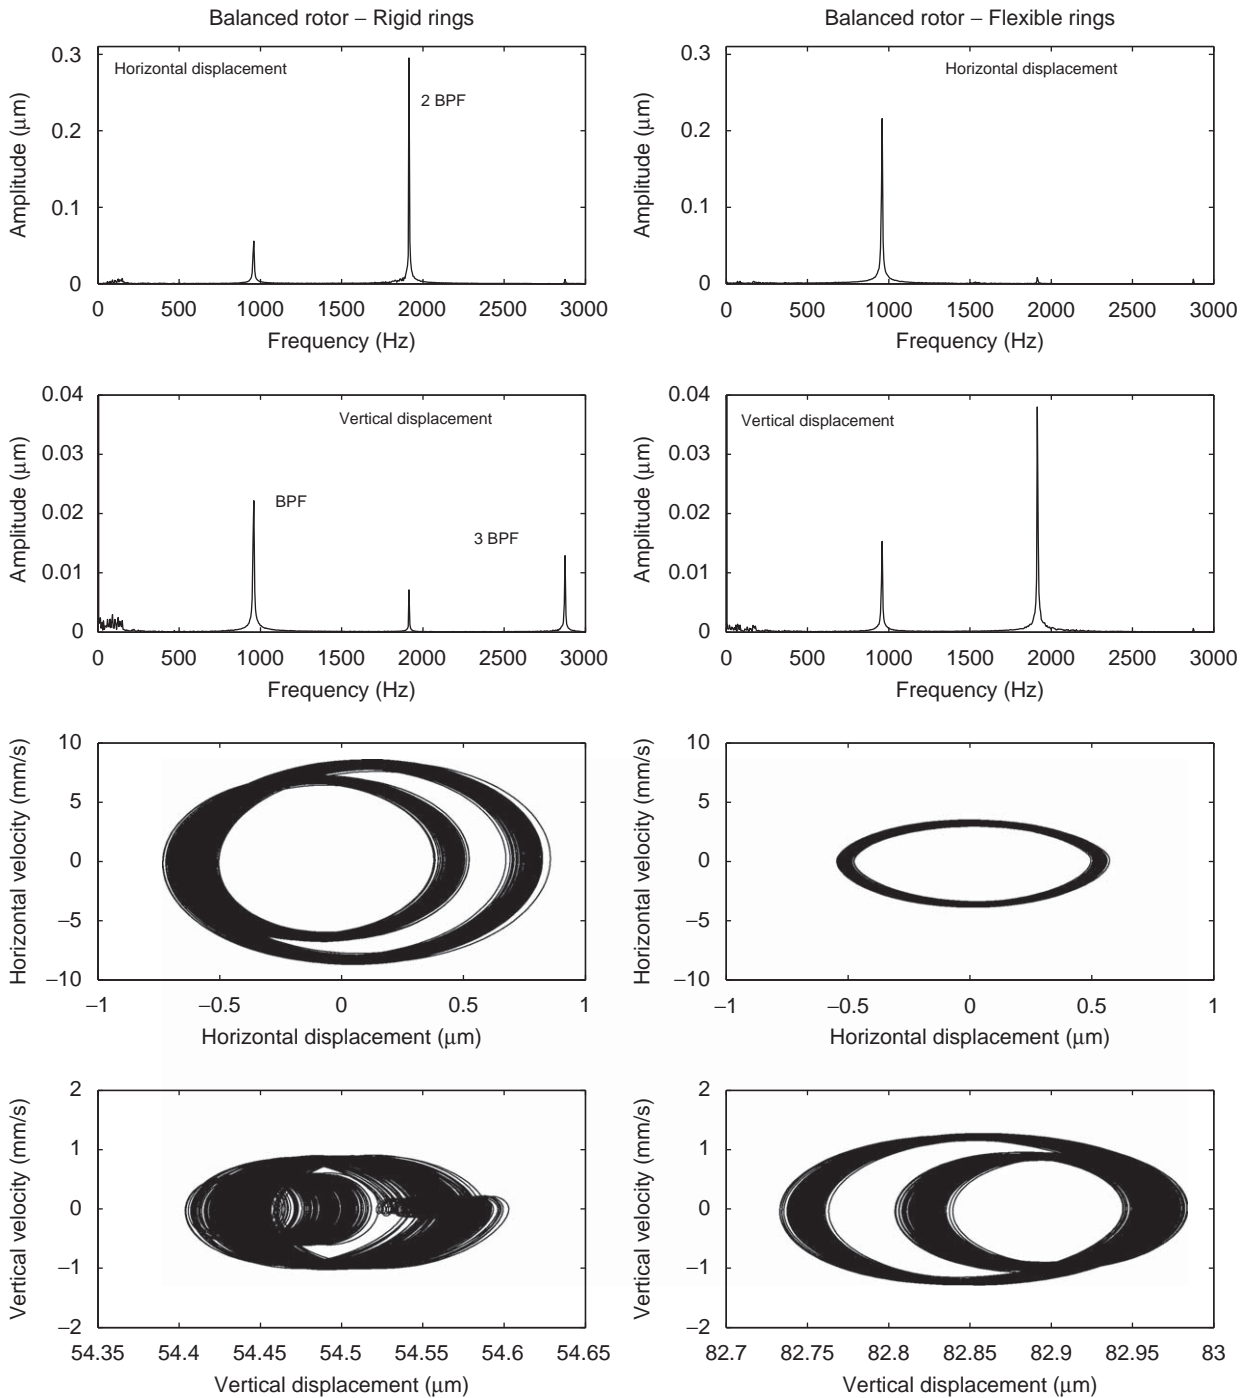 Balanced rotor – Rigid rings
0.3
0.2
0.1
0
Amplitude (μm)
Horizontal displacement
2 BPF
0 500 1000 1500 2000 2500 3000
Frequency (Hz)
Balanced rotor – Flexible rings
0.3
0.2
0.1
0
Amplitude (μm)
Horizontal displacement
0 500 1000 1500 2000 2500 3000
Frequency (Hz)
0.04
0.03
0.02
0.01
0
Amplitude (μm)
Vertical displacement
BPF
3 BPF
0 500 1000 1500 2000 2500 3000
Frequency (Hz)
0.04
0.03
0.02
0.01
0
Amplitude (μm)
Vertical displacement
0 500 1000 1500 2000 2500 3000
Frequency (Hz)
10
5
0
–5
–10
Horizontal velocity (mm/s)
–1 –0.5 0 0.5 1
Horizontal displacement (μm)
10
5
0
–5
–10
Horizontal velocity (mm/s)
–1 –0.5 0 0.5 1
Horizontal displacement (μm)
2
1
0
–1
–2
Vertical velocity (mm/s)
54.35 54.4 54.45 54.5 54.55 54.6 54.65
Vertical displacement (μm)
2
1
0
–1
–2
Vertical velocity (mm/s)
82.7 82.75 82.8 82.85 82.9 82.95 83
Vertical displacement (μm)